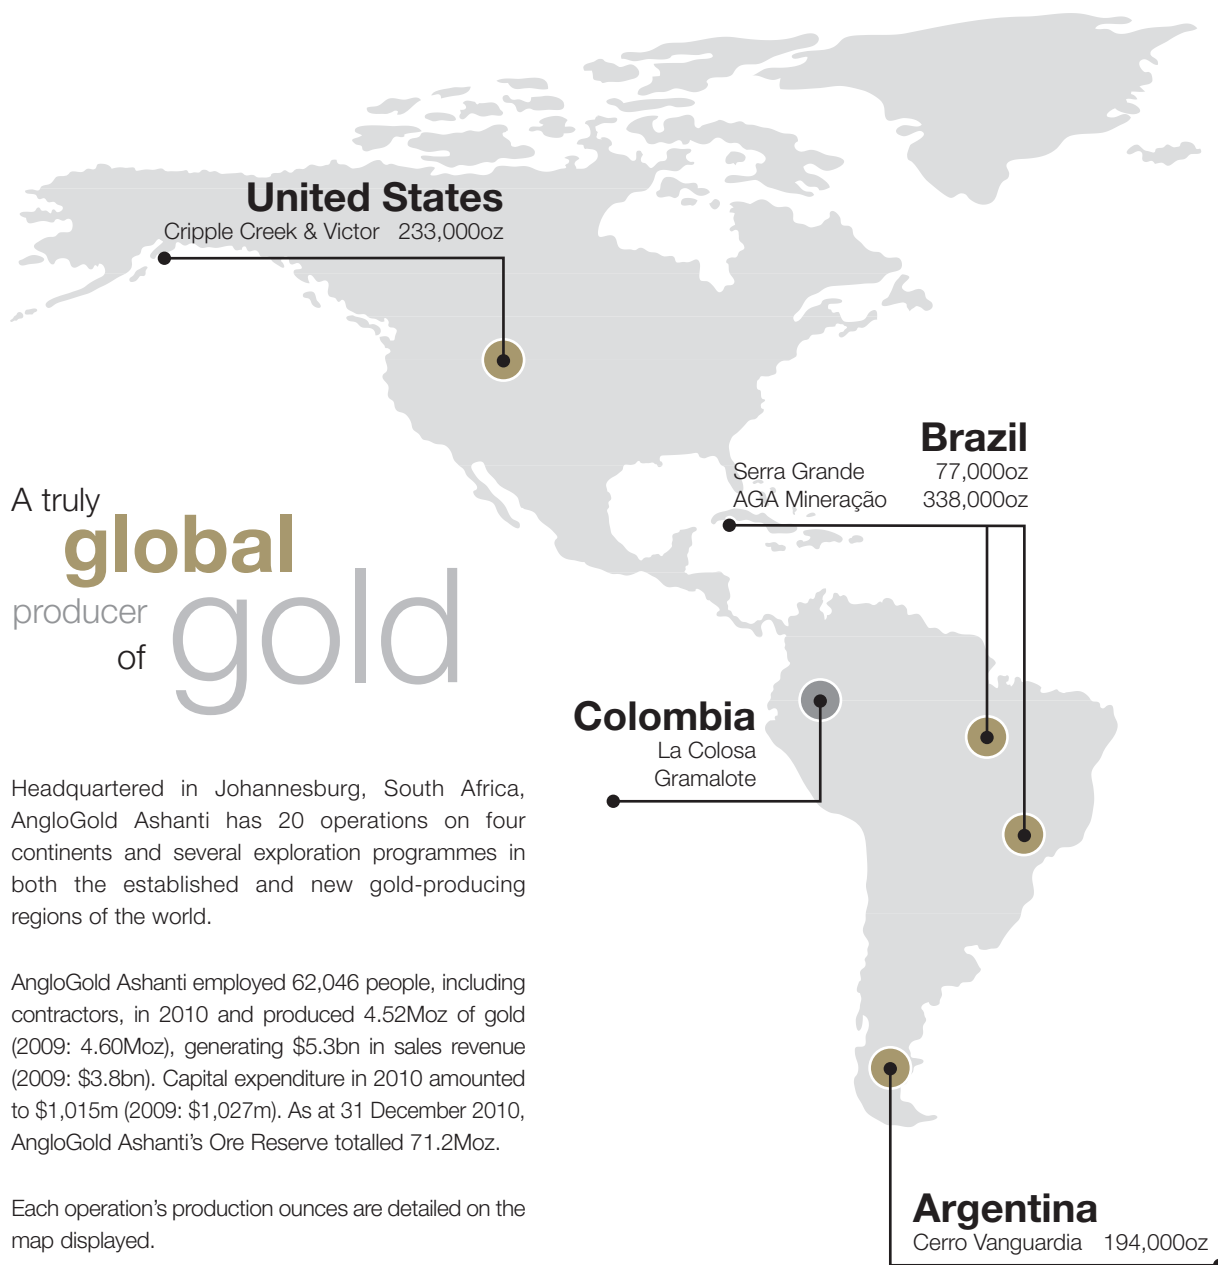 United States
Cripple Creek & Victor 233,000oz
Brazil
Serra Grande 77,000oz
AGA Mineração 338,000oz
A truly
global
producer
of gold
Colombia
La Colosa
Gramalote
Headquartered in Johannesburg, South Africa,
AngloGold Ashanti has 20 operations on four
continents and several exploration programmes in
both the established and new gold-producing
regions of the world.
AngloGold Ashanti employed 62,046 people, including
contractors, in 2010 and produced 4.52Moz of gold
(2009: 4.60Moz), generating $5.3bn in sales revenue
(2009: $3.8bn). Capital expenditure in 2010 amounted
to $1,015m (2009: $1,027m). As at 31 December 2010,
AngloGold Ashanti’s Ore Reserve totalled 71.2Moz.
Each operation’s production ounces are detailed on the
map displayed.
Argentina
Cerro Vanguardia 194,000oz